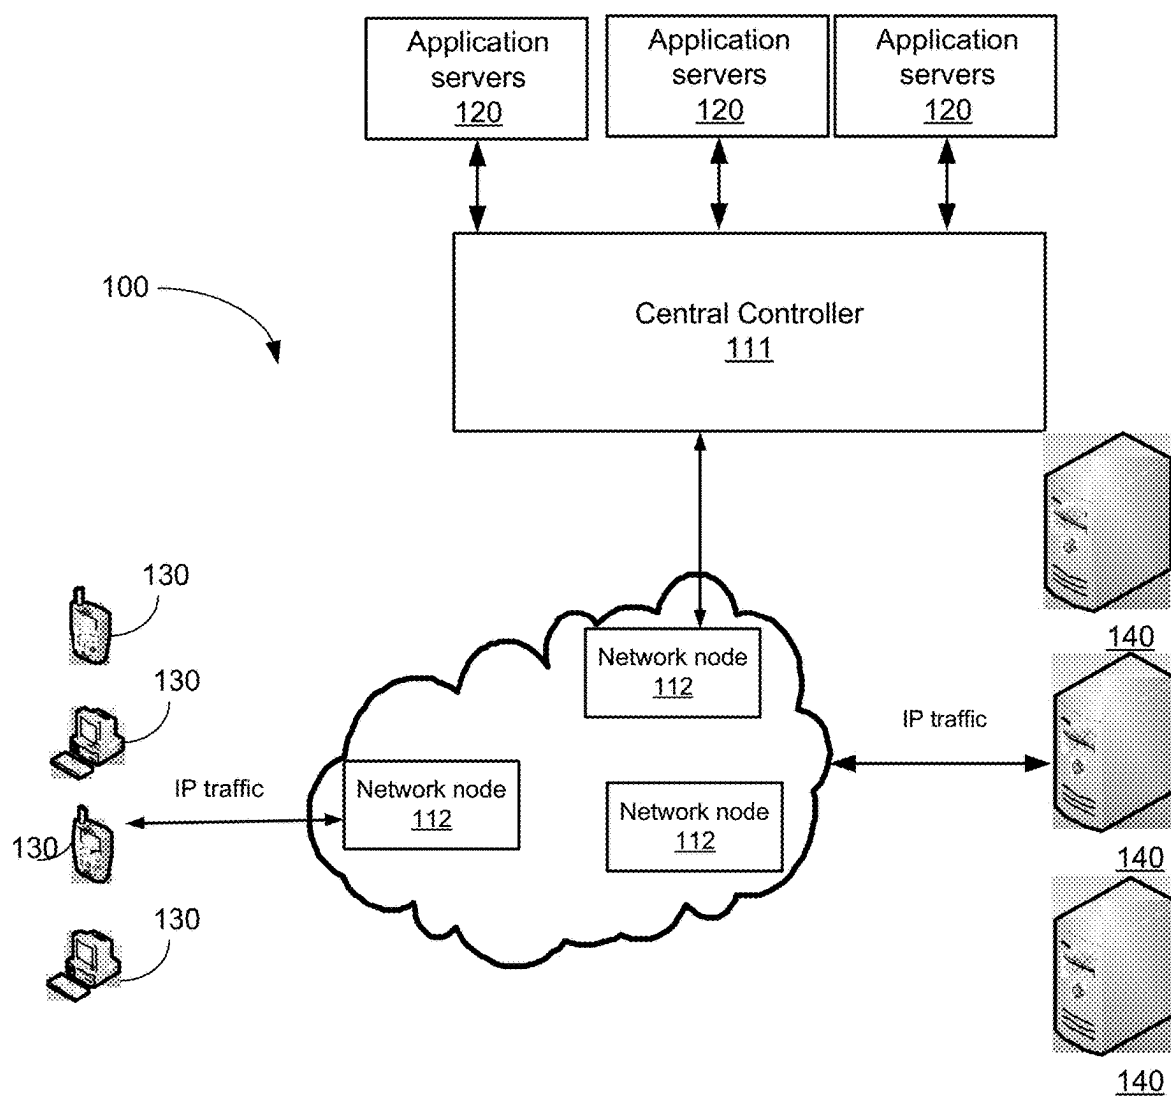 Application
servers
120
Application
servers
120
Application
servers
120
100
Central Controller
111
130
140
Network node
112
130
IP traffic
IP traffic
Network node
112
Network node
112
130
140
130
140